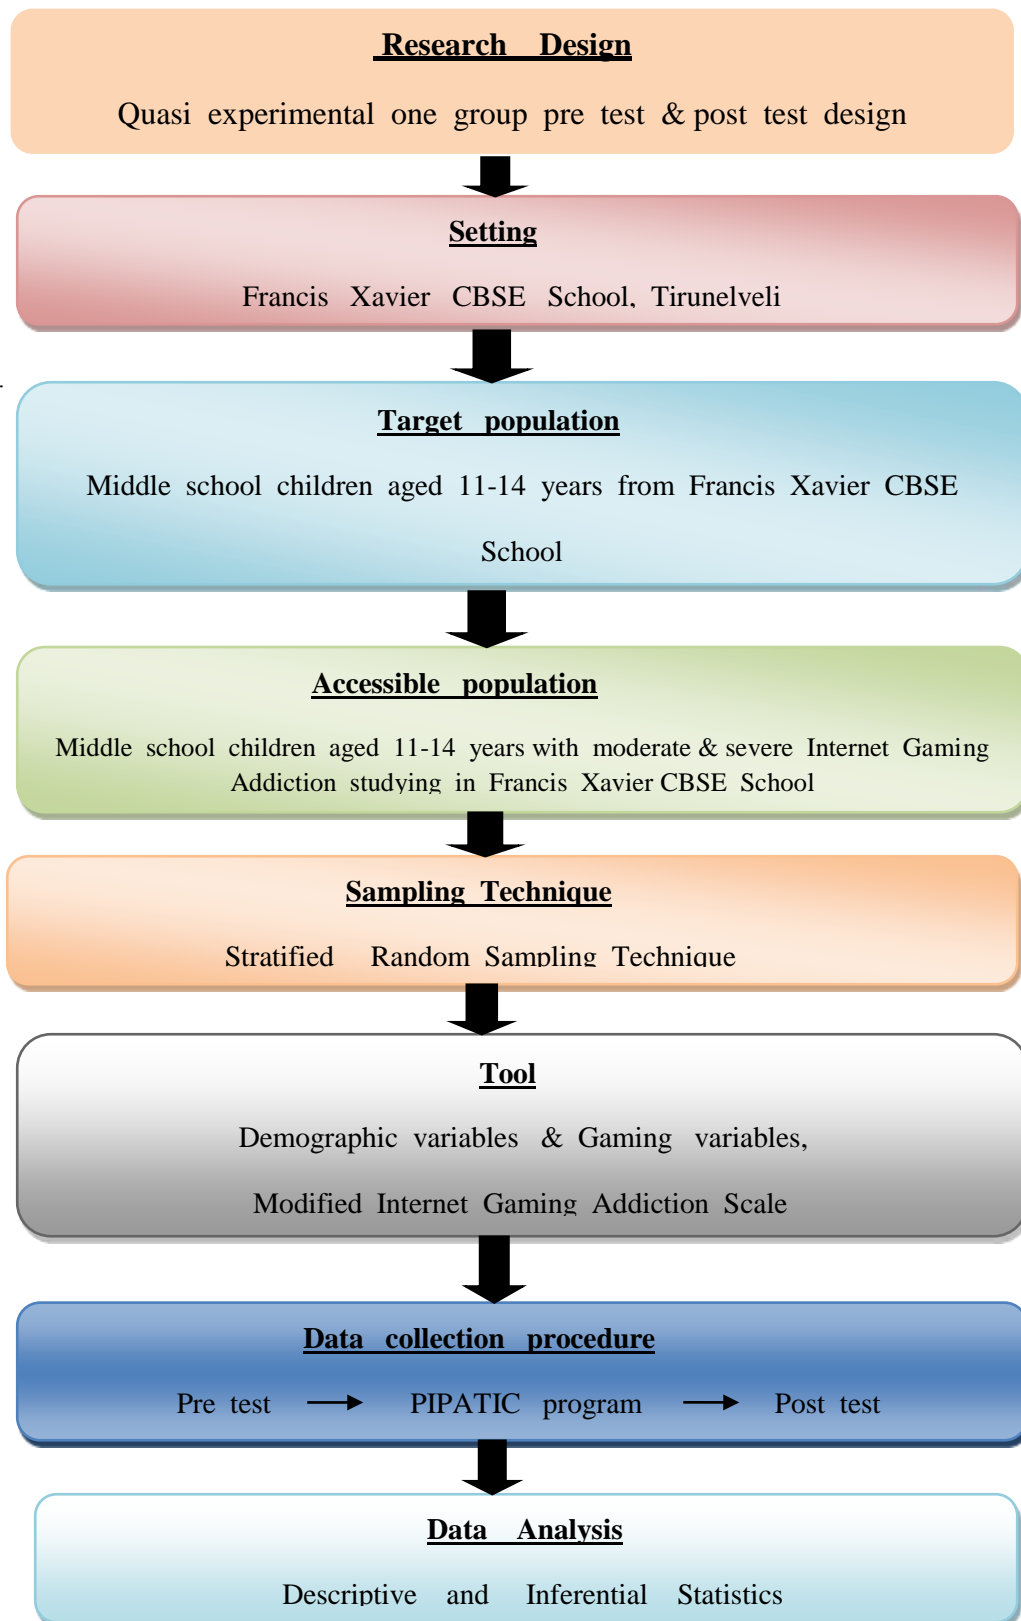 Research Design
Quasi experimental one group pre test & post test design
Setting
Francis Xavier CBSE School, Tirunelveli
Target population
Middle school children aged 11-14 years from Francis Xavier CBSE
School
Accessible population
Middle school children aged 11-14 years with moderate & severe Internet Gaming
Addiction studying in Francis Xavier CBSE School
Sampling Technique
Stratified Random Sampling Technique
Tool
Demographic variables & Gaming variables,
Modified Internet Gaming Addiction Scale
Data collection procedure
Pre test → PIPATIC program → Post test
Data Analysis
Descriptive and Inferential Statistics